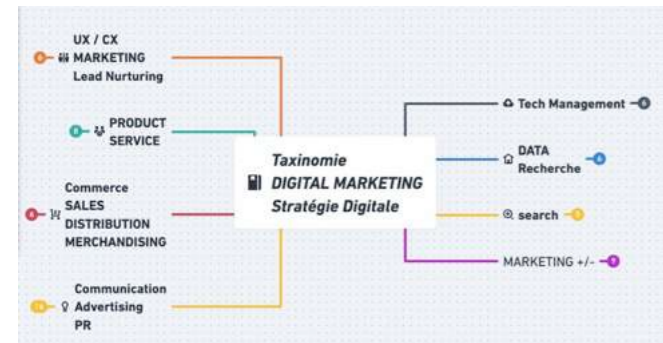 UX / CX
MARKETING
Lead Nurturing
PRODUCT
SERVICE
Commerce
SALES
DISTRIBUTION
MERCHANDISING
Communication
Advertising
PR
Taxinomie
DIGITAL MARKETING
Stratégie Digitale
Tech Management
DATA
Recherche
search
MARKETING +/-